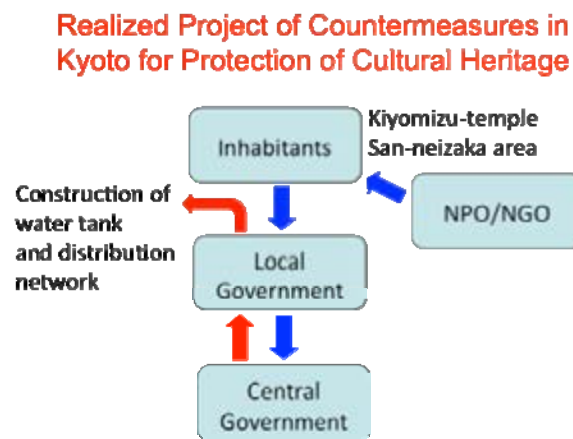 Realized Project of Countermeasures in
Kyoto for Protection of Cultural Heritage
Kiyomizu-temple
San-neizaka area
Inhabitants
NPO/NGO
Construction of
water tank
and distribution
network
Local
Government
Central
Government